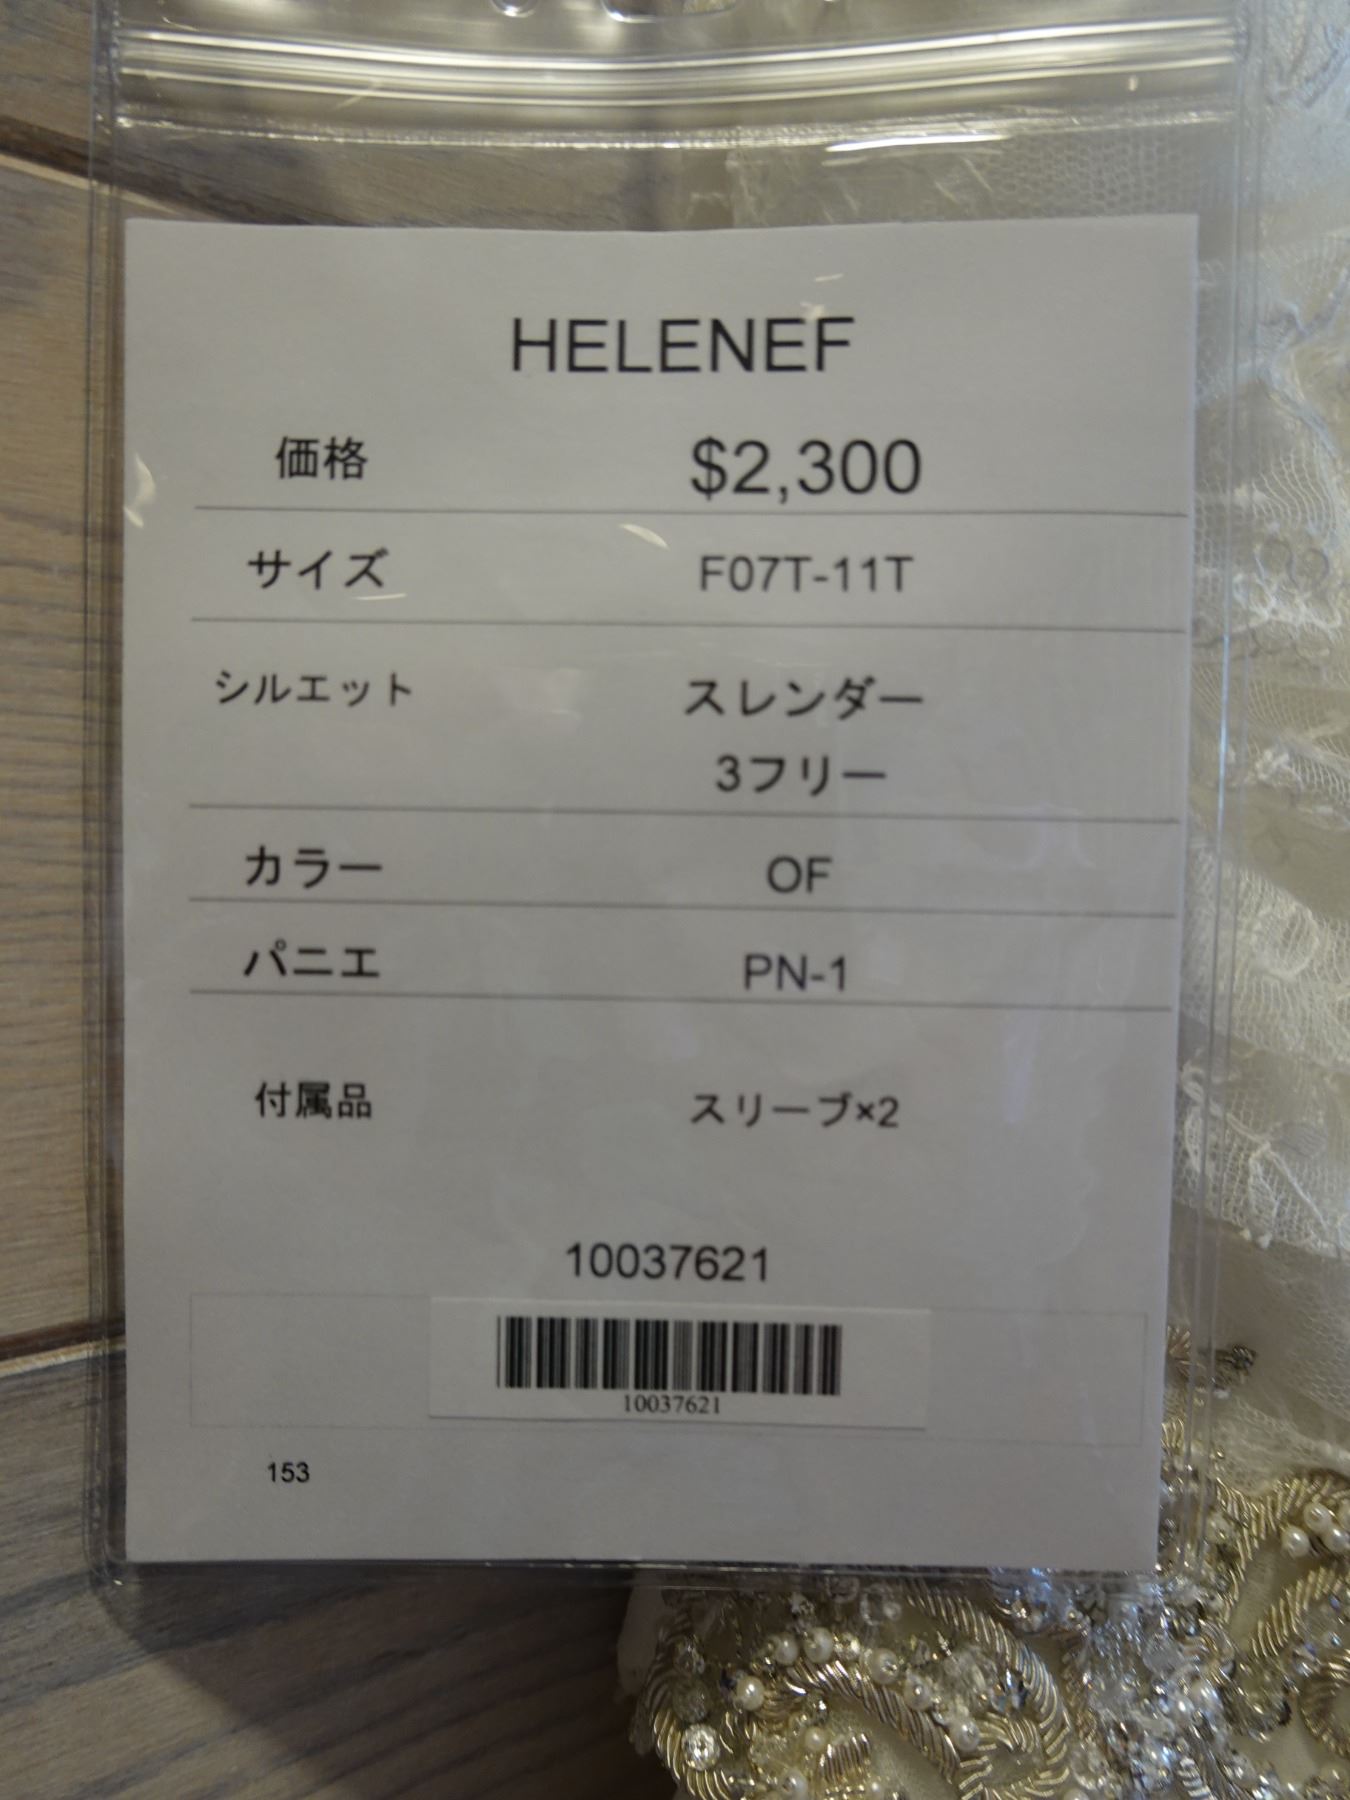 HELENEF
価格 $2,300
サイズ F07T-11T
シルエット スレンダー
3フリー
カラー OF
パニエ PN-1
付属品 スリーブ×2
10037621
10037621
153